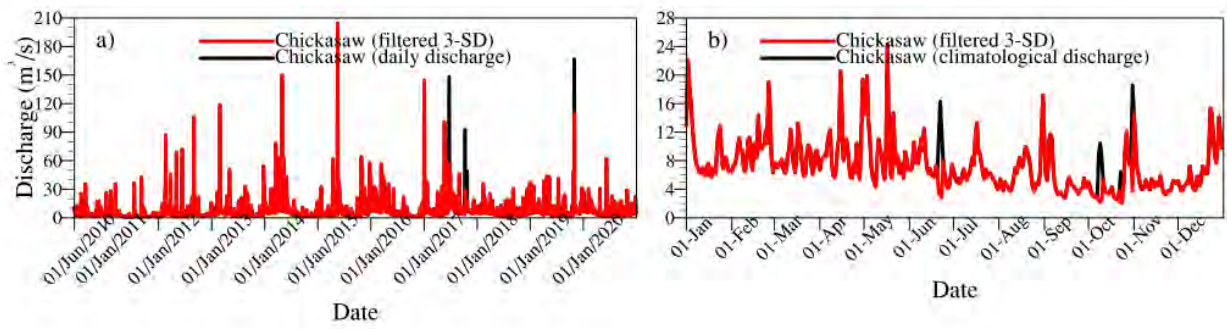 210
180
150
120
90
60
30
0
Discharge (m³/s)
a)
Chickasaw (filtered 3-SD)
Chickasaw (daily discharge)
01/Jan/2010
01/Jan/2011
01/Jan/2012
01/Jan/2013
01/Jan/2014
01/Jan/2015
01/Jan/2016
01/Jan/2017
01/Jan/2018
01/Jan/2019
01/Jan/2020
Date
28
24
20
16
12
8
4
0
b)
Chickasaw (filtered 3-SD)
Chickasaw (climatological discharge)
01-Jan
01-Feb
01-Mar
01-Apr
01-May
01-Jun
01-Jul
01-Aug
01-Sep
01-Oct
01-Nov
01-Dec
Date